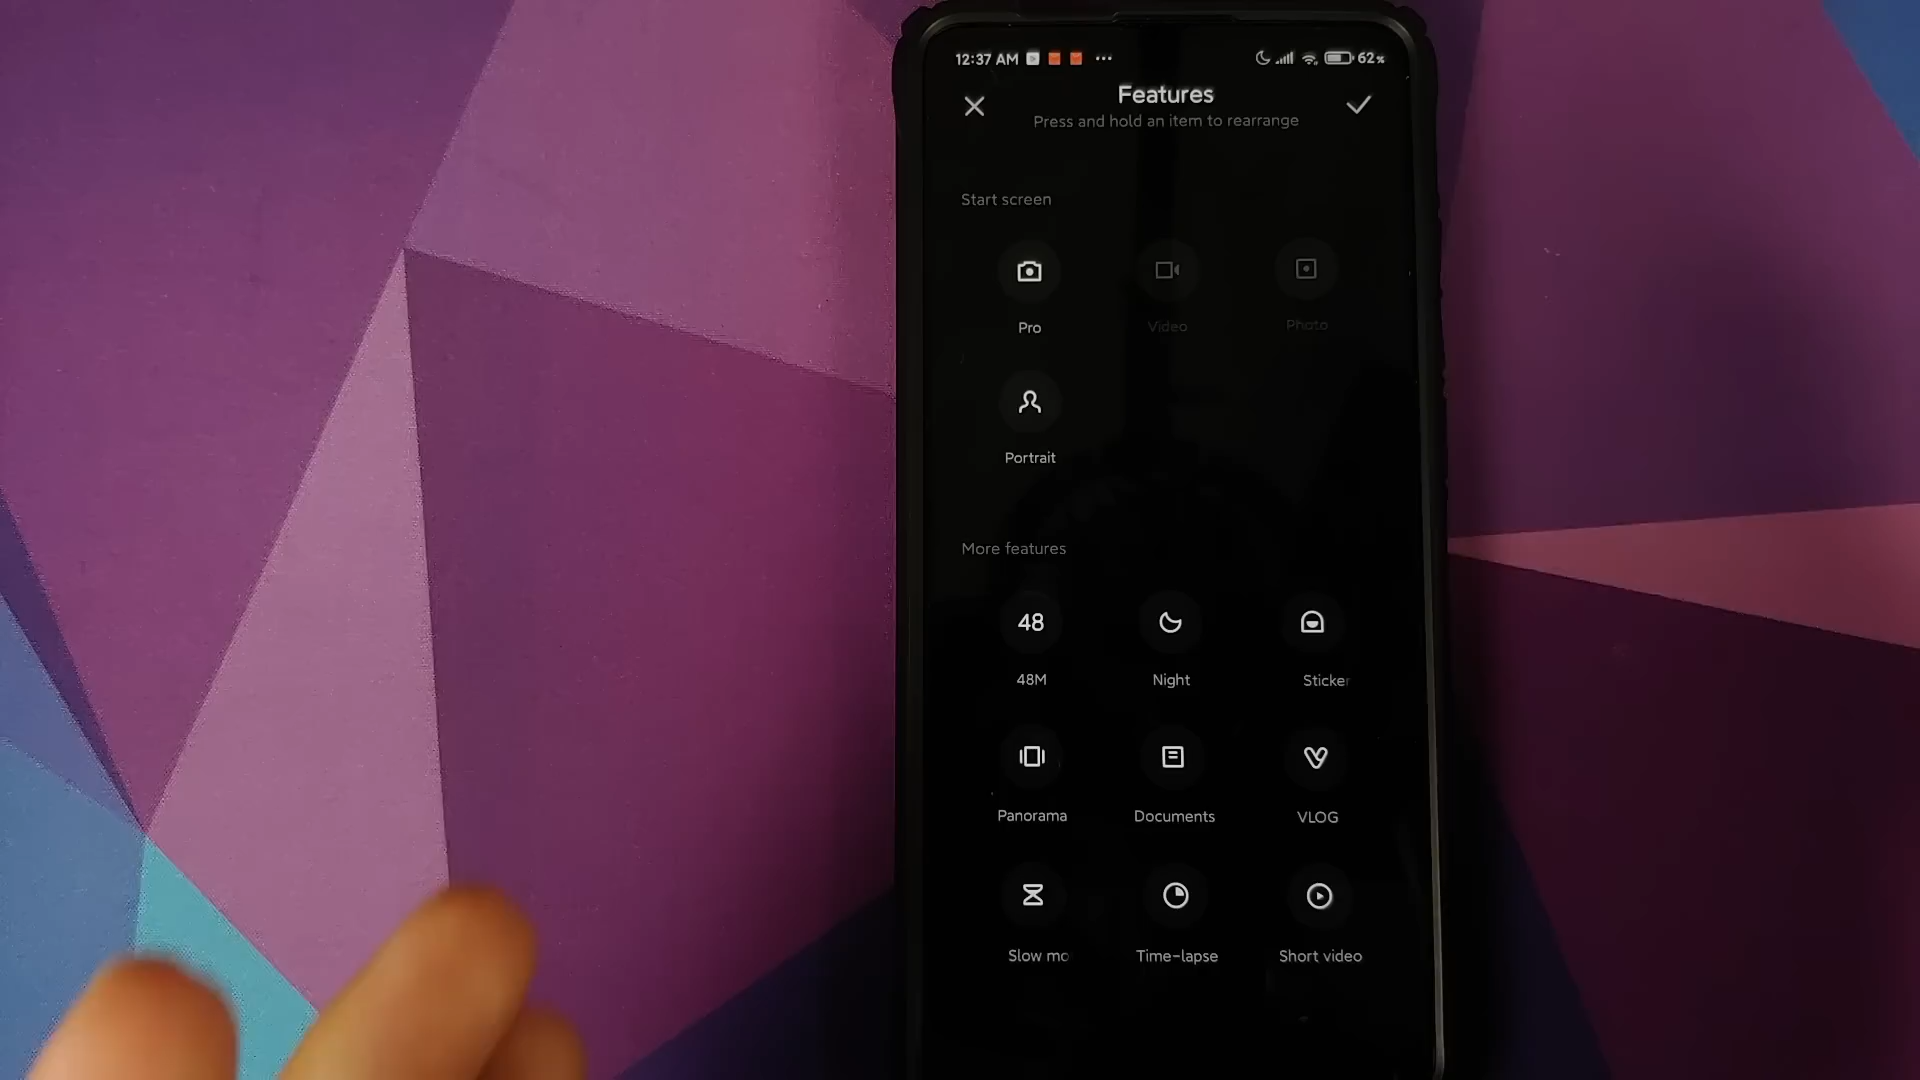 12:37 AM ... 62%
Features
Press and hold an item to rearrange
Start screen
Pro Video Photo
Portrait
More features
48
48M Night Sticker
Panorama Documents VLOG
Slow mo Time-lapse Short video